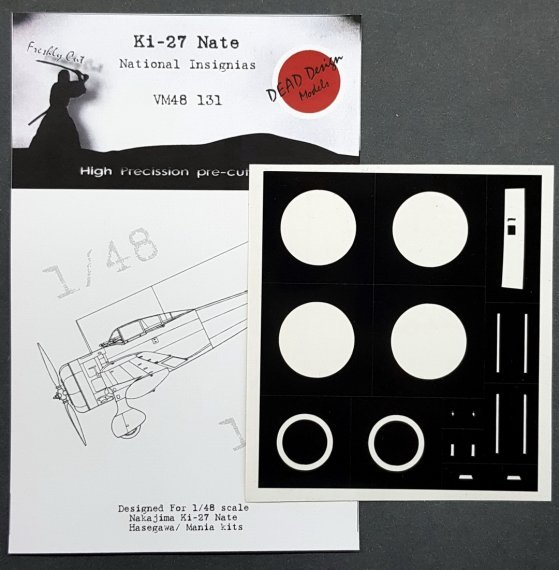 Ki-27 Nate
National Insignias
VM48 131
Freshly Cut
DEAD Design
Models
High Precission pre-cut
1/48
1
Designed For 1/48 scale
Nakajima Ki-27 Nate
Hasegawa/ Mania kits